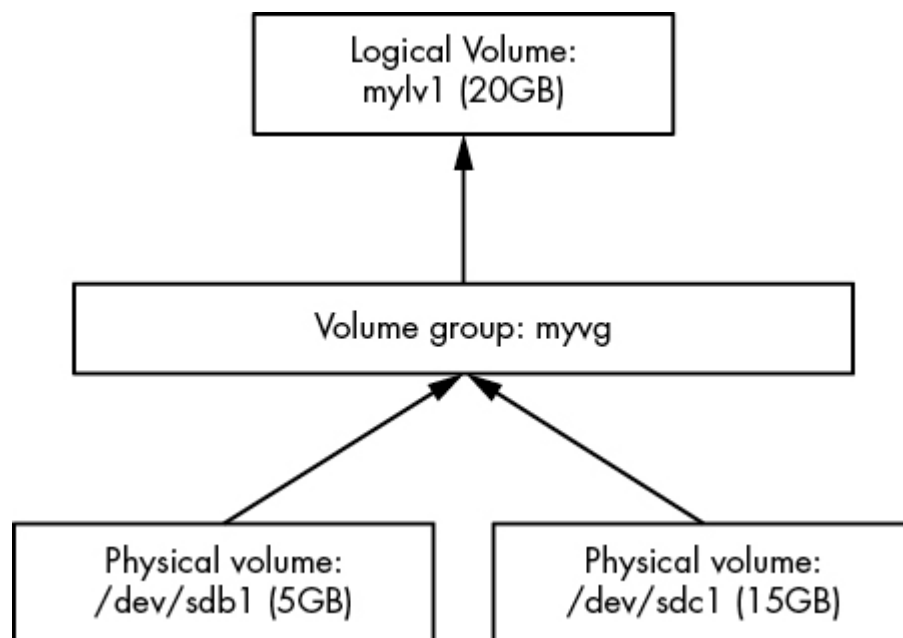 Logical Volume:
mylv1 (20GB)
Volume group: myvg
Physical volume:
/dev/sdb1 (5GB)
Physical volume:
/dev/sdc1 (15GB)